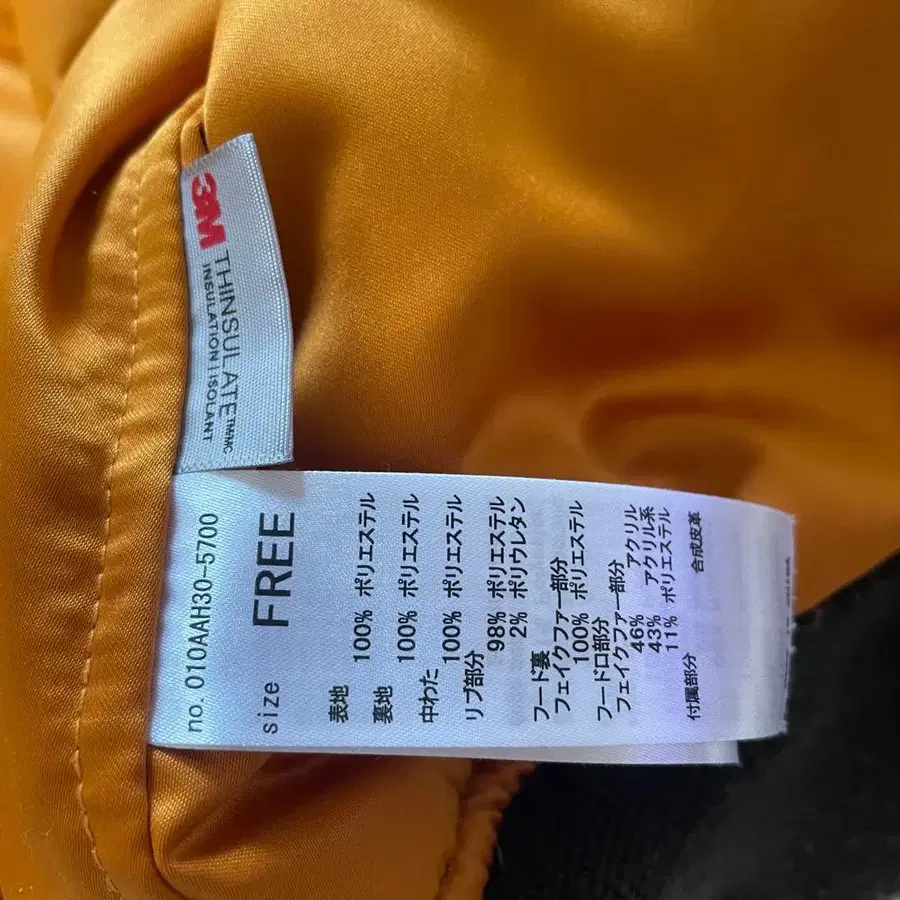 3M
THINSULATE™MC
INSULATION | ISOLANT
no. 010AAH30-5700
size FREE
表地
100% ポリエステル
裏地
100% ポリエステル
中わた
100% ポリエステル
リブ部分
98% ポリエステル
2% ポリウレタン
フード裏
フェイクファー部分
100% ポリエステル
フード口部分
フェイクファー部分
46% アクリル
43% アクリル系
11% ポリエステル
付属部分 合成皮革